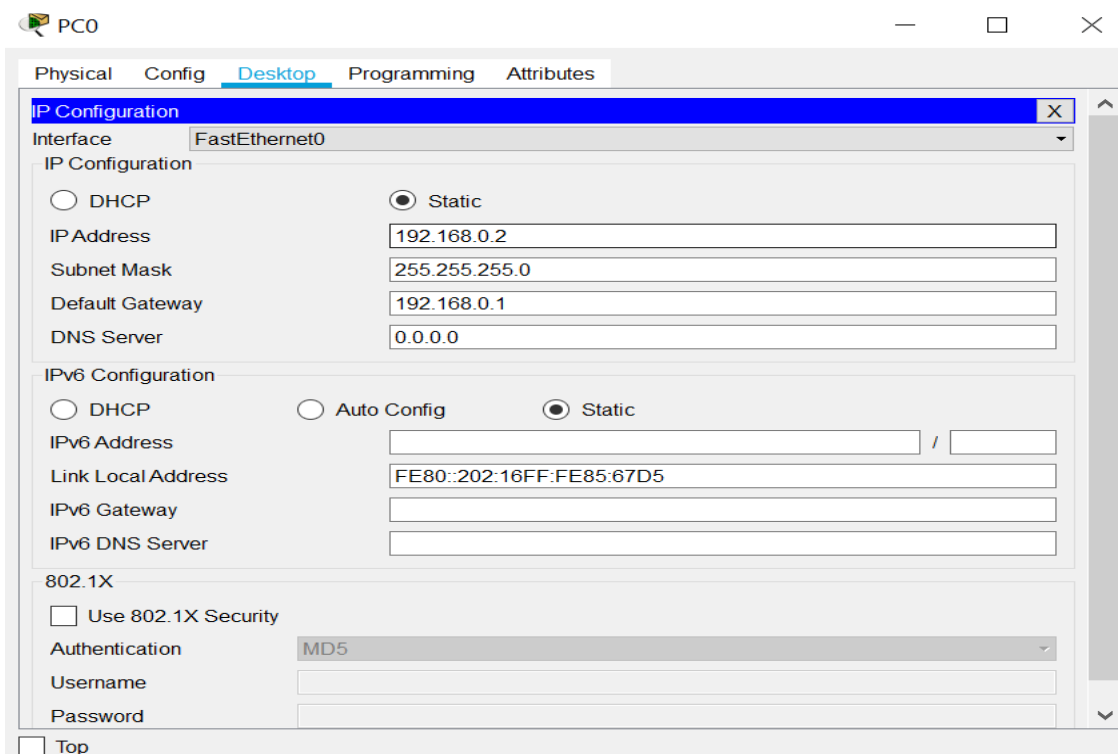 PC0
Physical Config Desktop Programming Attributes
IP Configuration X
Interface FastEthernet0
IP Configuration
DHCP Static
IP Address 192.168.0.2
Subnet Mask 255.255.255.0
Default Gateway 192.168.0.1
DNS Server 0.0.0.0
IPv6 Configuration
DHCP Auto Config Static
IPv6 Address /
Link Local Address FE80::202:16FF:FE85:67D5
IPv6 Gateway
IPv6 DNS Server
802.1X
Use 802.1X Security
Authentication MD5
Username
Password
Top